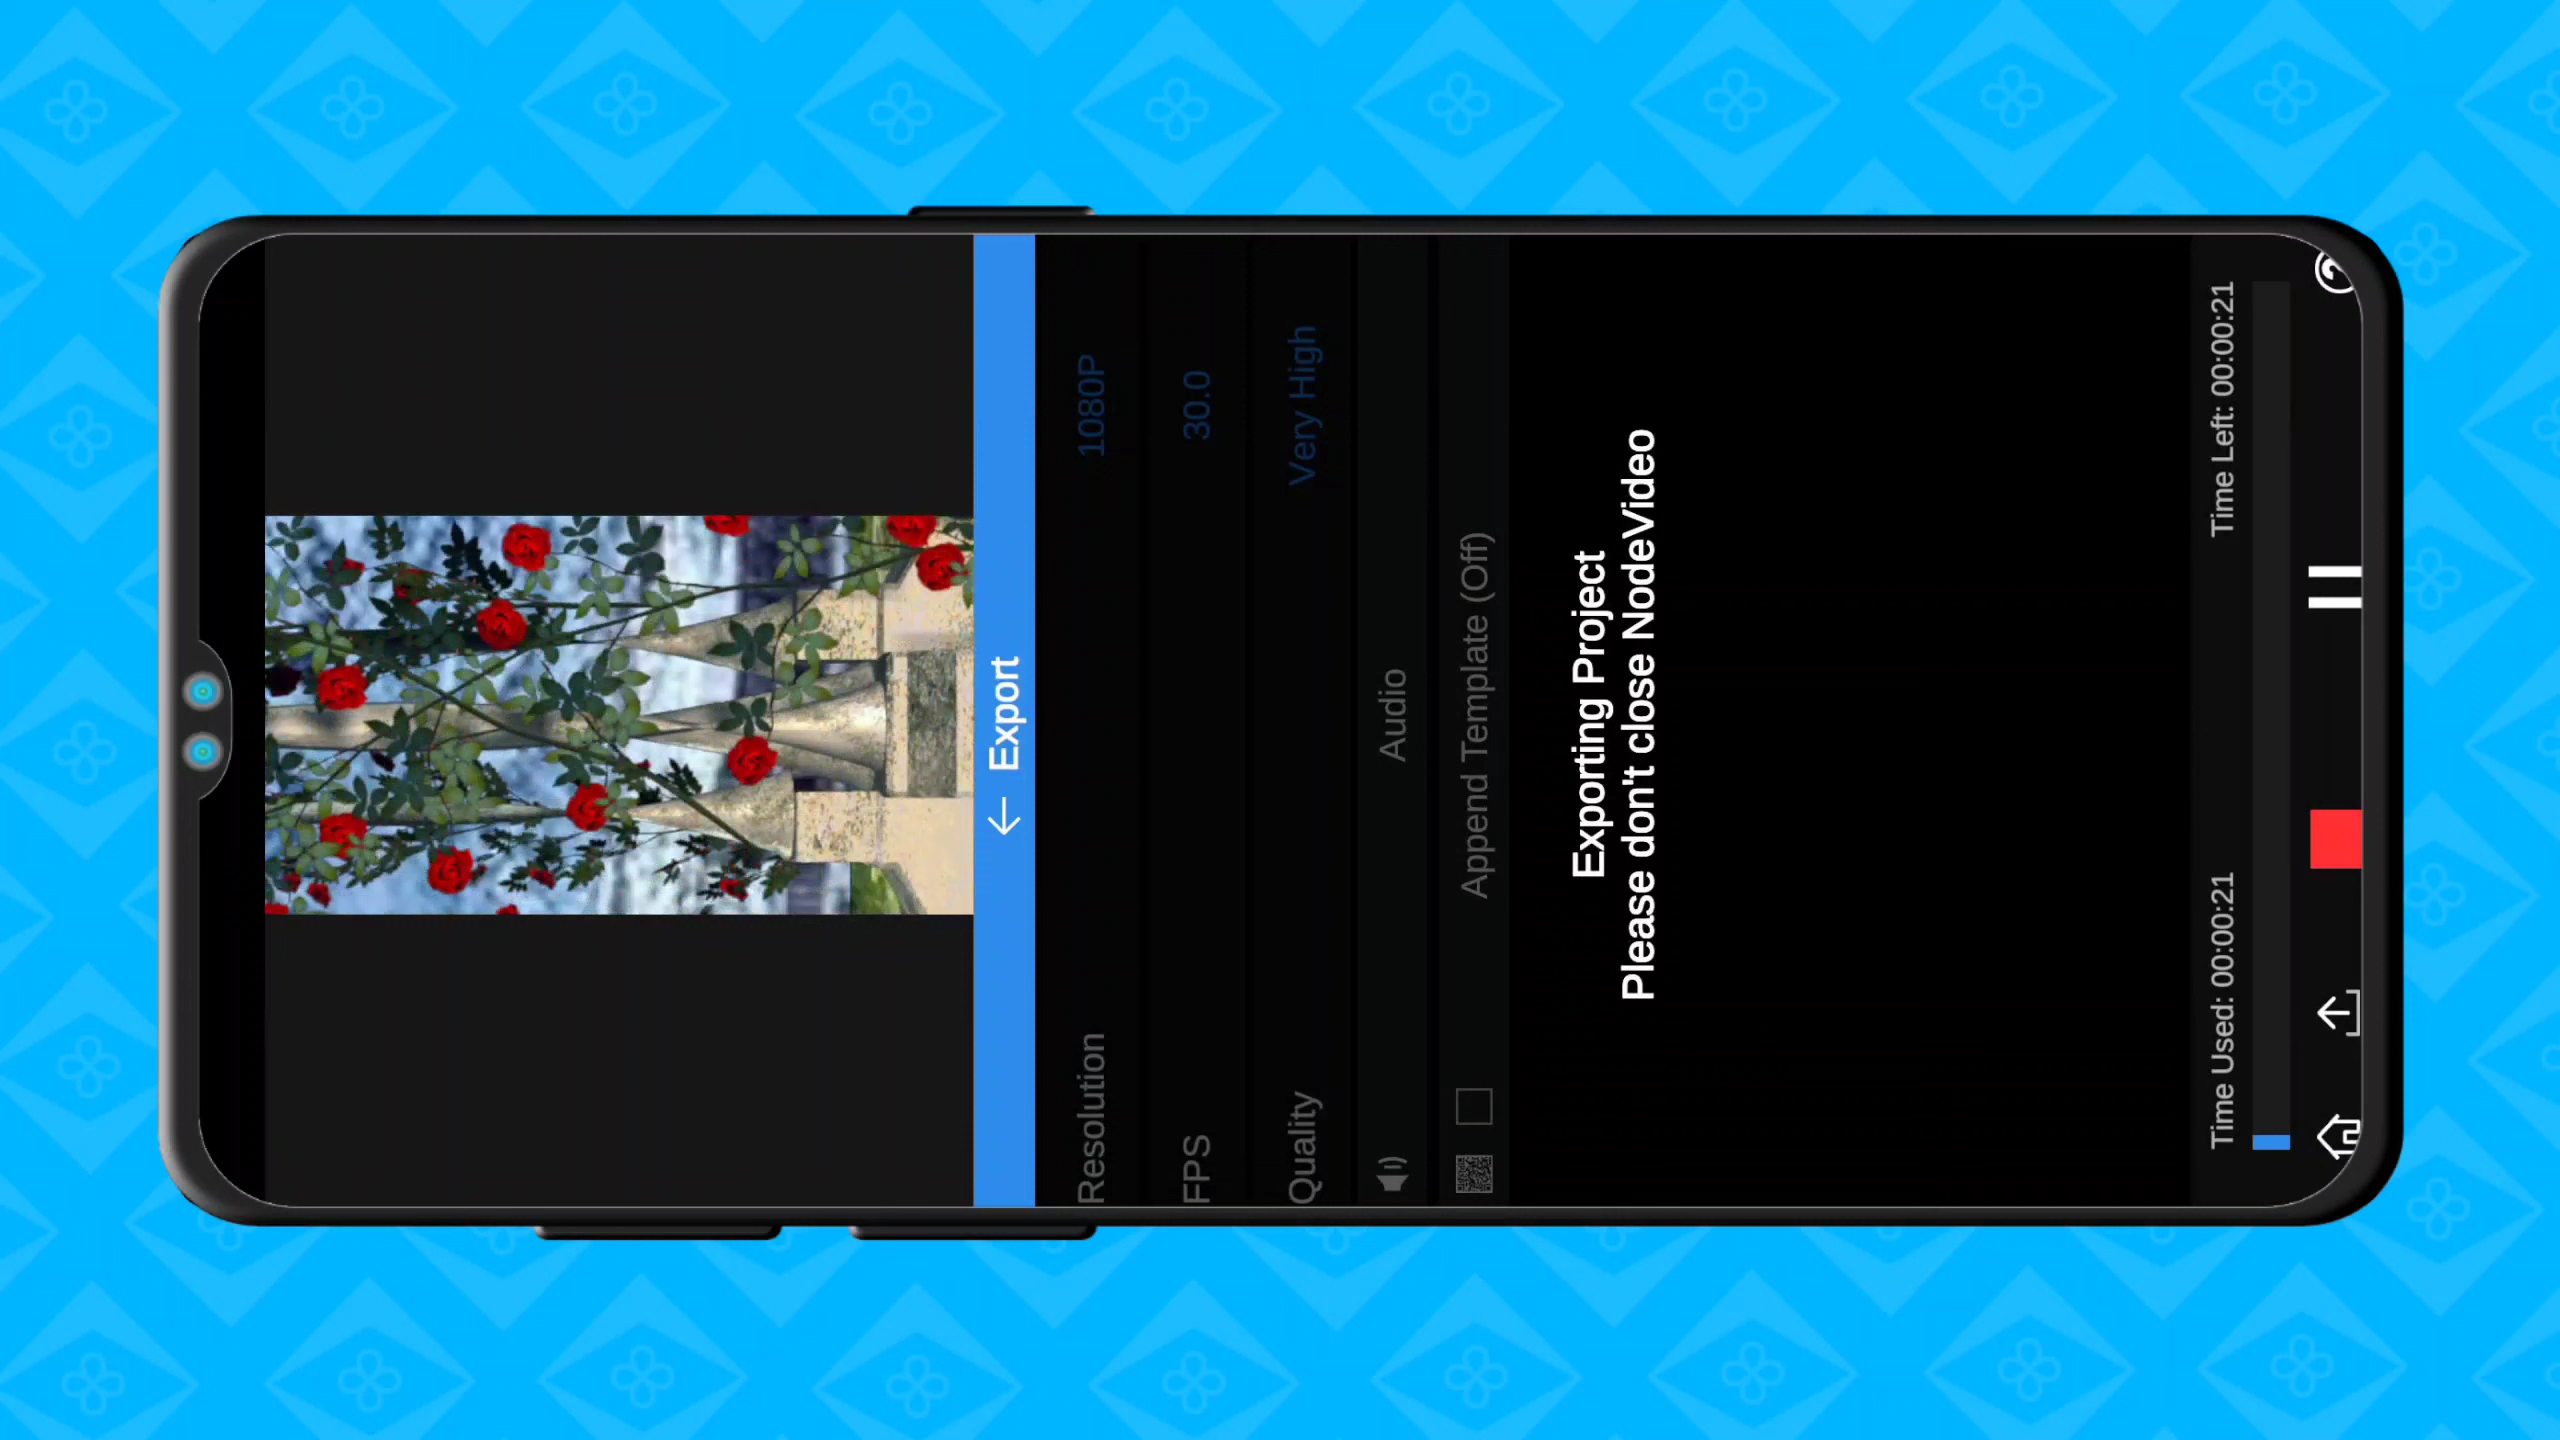 Export
Resolution 1080P
FPS 30.0
Quality Very High
Audio
Append Template (Off)
Exporting Project
Please don't close NodeVideo
Time Used: 00:00:21 Time Left: 00:00:21